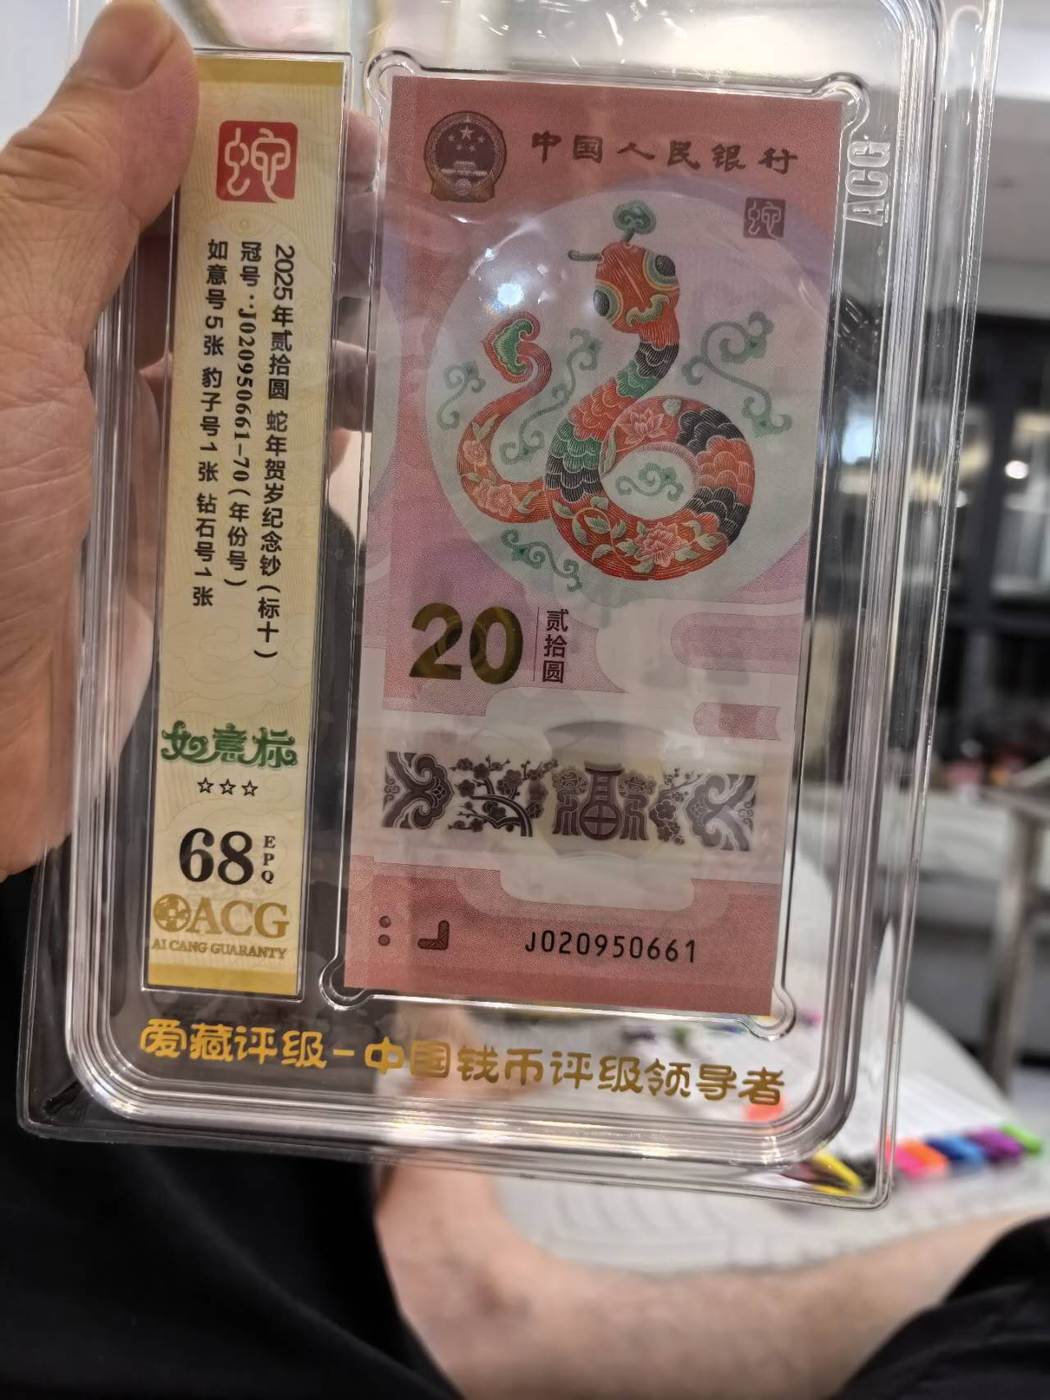 蛇
2025年贰拾圆 蛇年贺岁纪念钞(标十)
冠号:J020950661-70(年份号)
如意号5张 豹子号1张 钻石号1张
如意标
☆☆☆
68
EPQ
ACG
AI CANG GUARANTY
中国人民银行
蛇
20
贰拾圆
福
J020950661
ACG
爱藏评级-中国钱币评级领导者